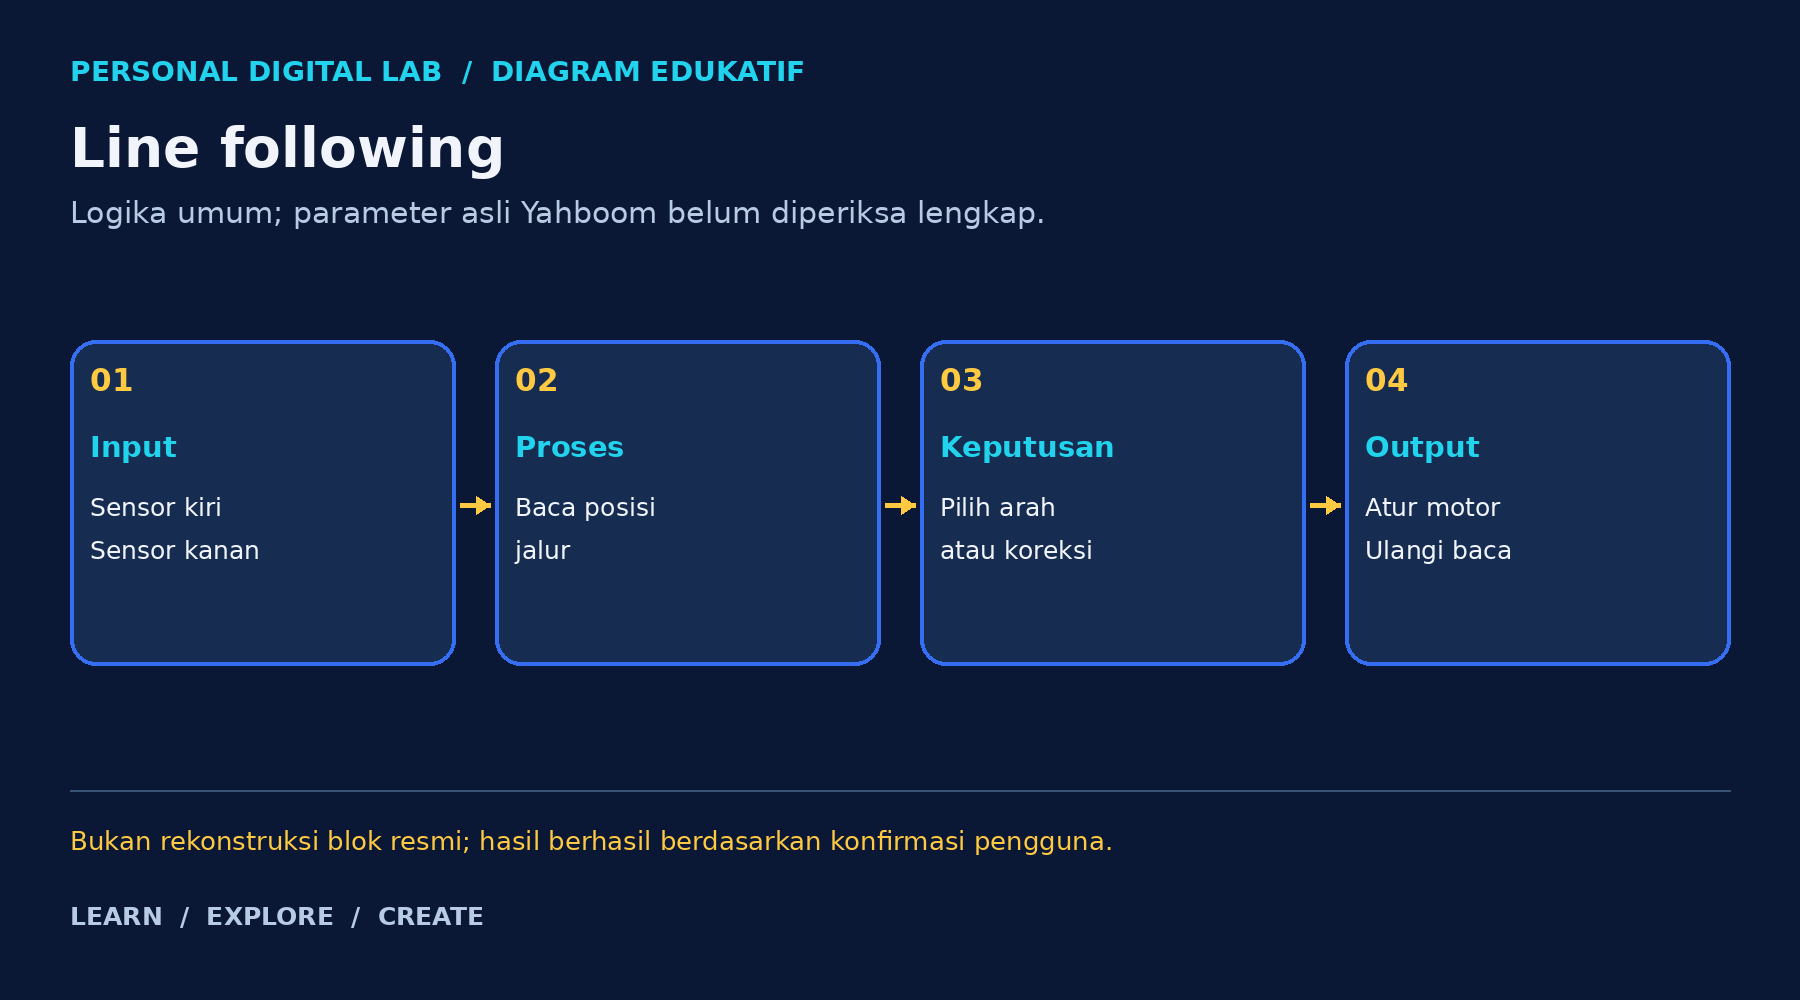 PERSONAL DIGITAL LAB / DIAGRAM EDUKATIF
Line following
Logika umum; parameter asli Yahboom belum diperiksa lengkap.
01
Input
Sensor kiri
Sensor kanan
02
Proses
Baca posisi
jalur
03
Keputusan
Pilih arah
atau koreksi
04
Output
Atur motor
Ulangi baca
Bukan rekonstruksi blok resmi; hasil berhasil berdasarkan konfirmasi pengguna.
LEARN / EXPLORE / CREATE